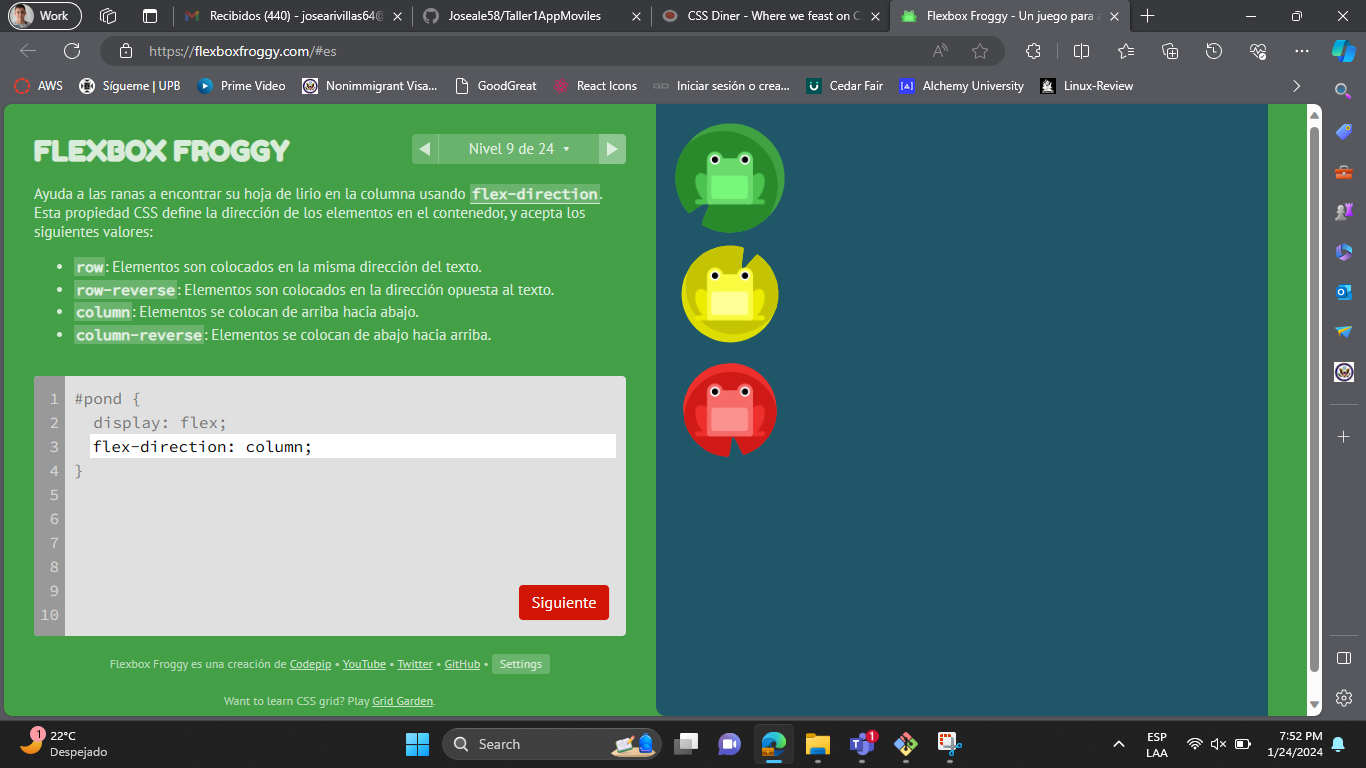 Work
Recibidos (440) - josearivillas64@
Joseale58/Taller1AppMoviles
CSS Diner - Where we feast on C
Flexbox Froggy - Un juego para a
https://flexboxfroggy.com/#es
AWS
Sígueme | UPB
Prime Video
Nonimmigrant Visa...
GoodGreat
React Icons
Iniciar sesión o crea...
Cedar Fair
Alchemy University
Linux-Review
FLEXBOX FROGGY
Nivel 9 de 24
Ayuda a las ranas a encontrar su hoja de lirio en la columna usando flex-direction.
Esta propiedad CSS define la dirección de los elementos en el contenedor, y acepta los
siguientes valores:
• row: Elementos son colocados en la misma dirección del texto.
• row-reverse: Elementos son colocados en la dirección opuesta al texto.
• column: Elementos se colocan de arriba hacia abajo.
• column-reverse: Elementos se colocan de abajo hacia arriba.
1 #pond {
2 display: flex;
3 flex-direction: column;
4 }
5
6
7
8
9
10
Siguiente
Flexbox Froggy es una creación de Codepip • YouTube • Twitter • GitHub • Settings
Want to learn CSS grid? Play Grid Garden.
1
22°C
Despejado
Search
1
ESP
LAA
7:52 PM
1/24/2024